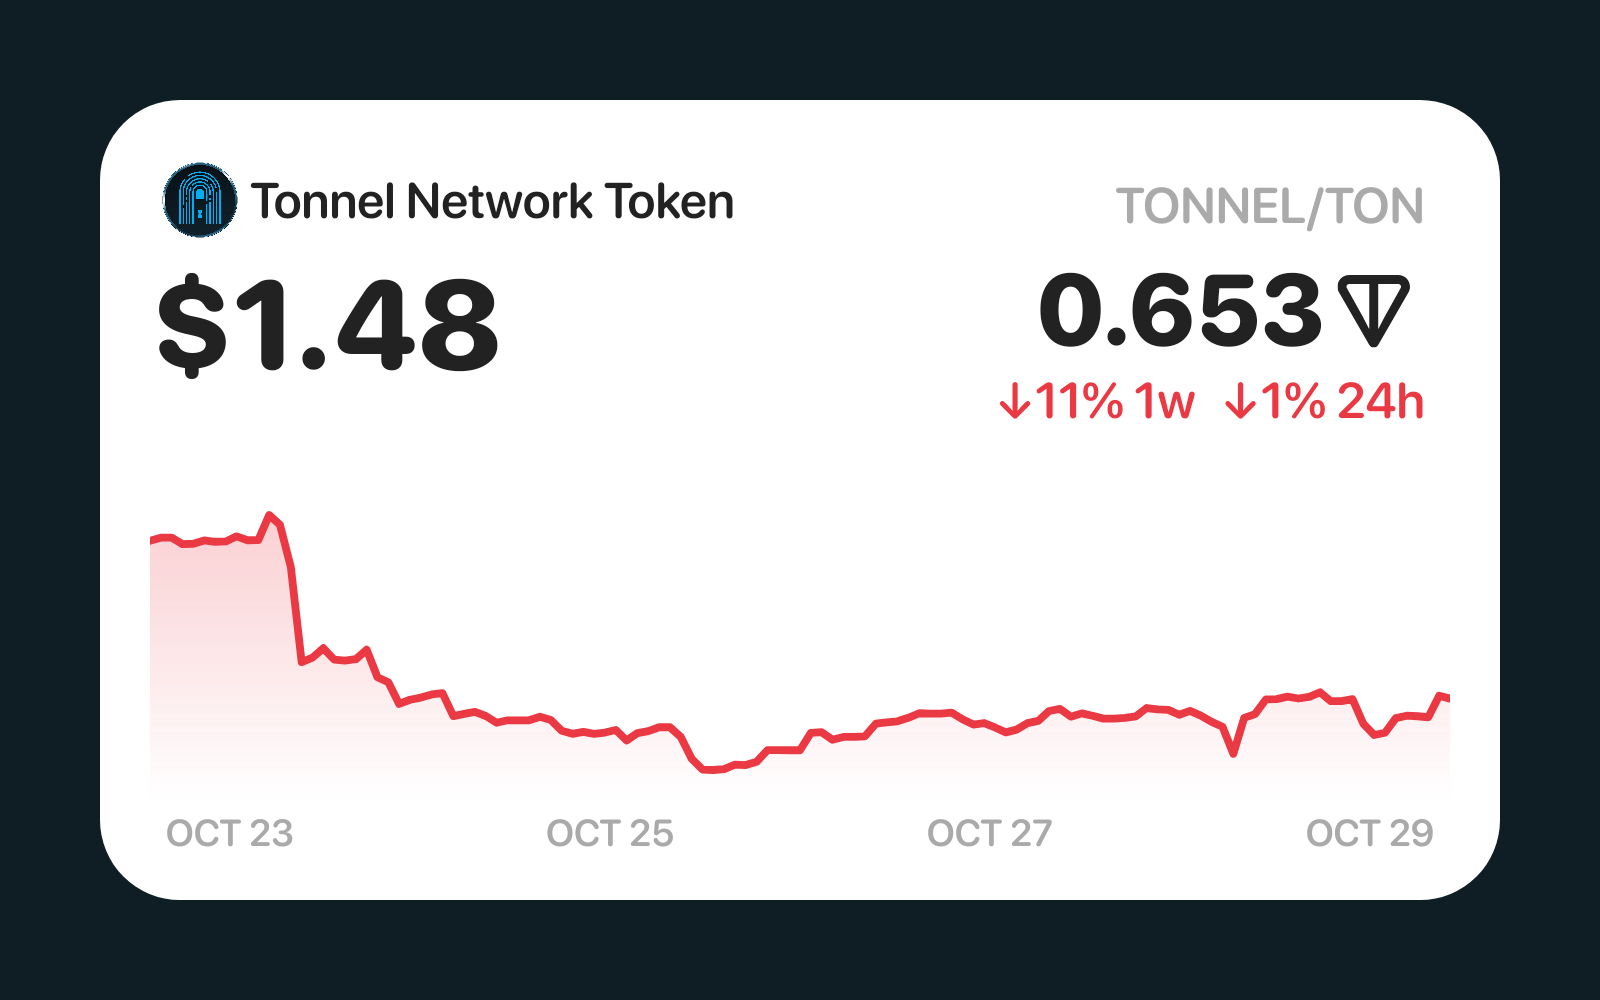 Tonnel Network Token
TONNEL/TON
$1.48
0.653
↓11% 1w ↓1% 24h
OCT 23 OCT 25 OCT 27 OCT 29